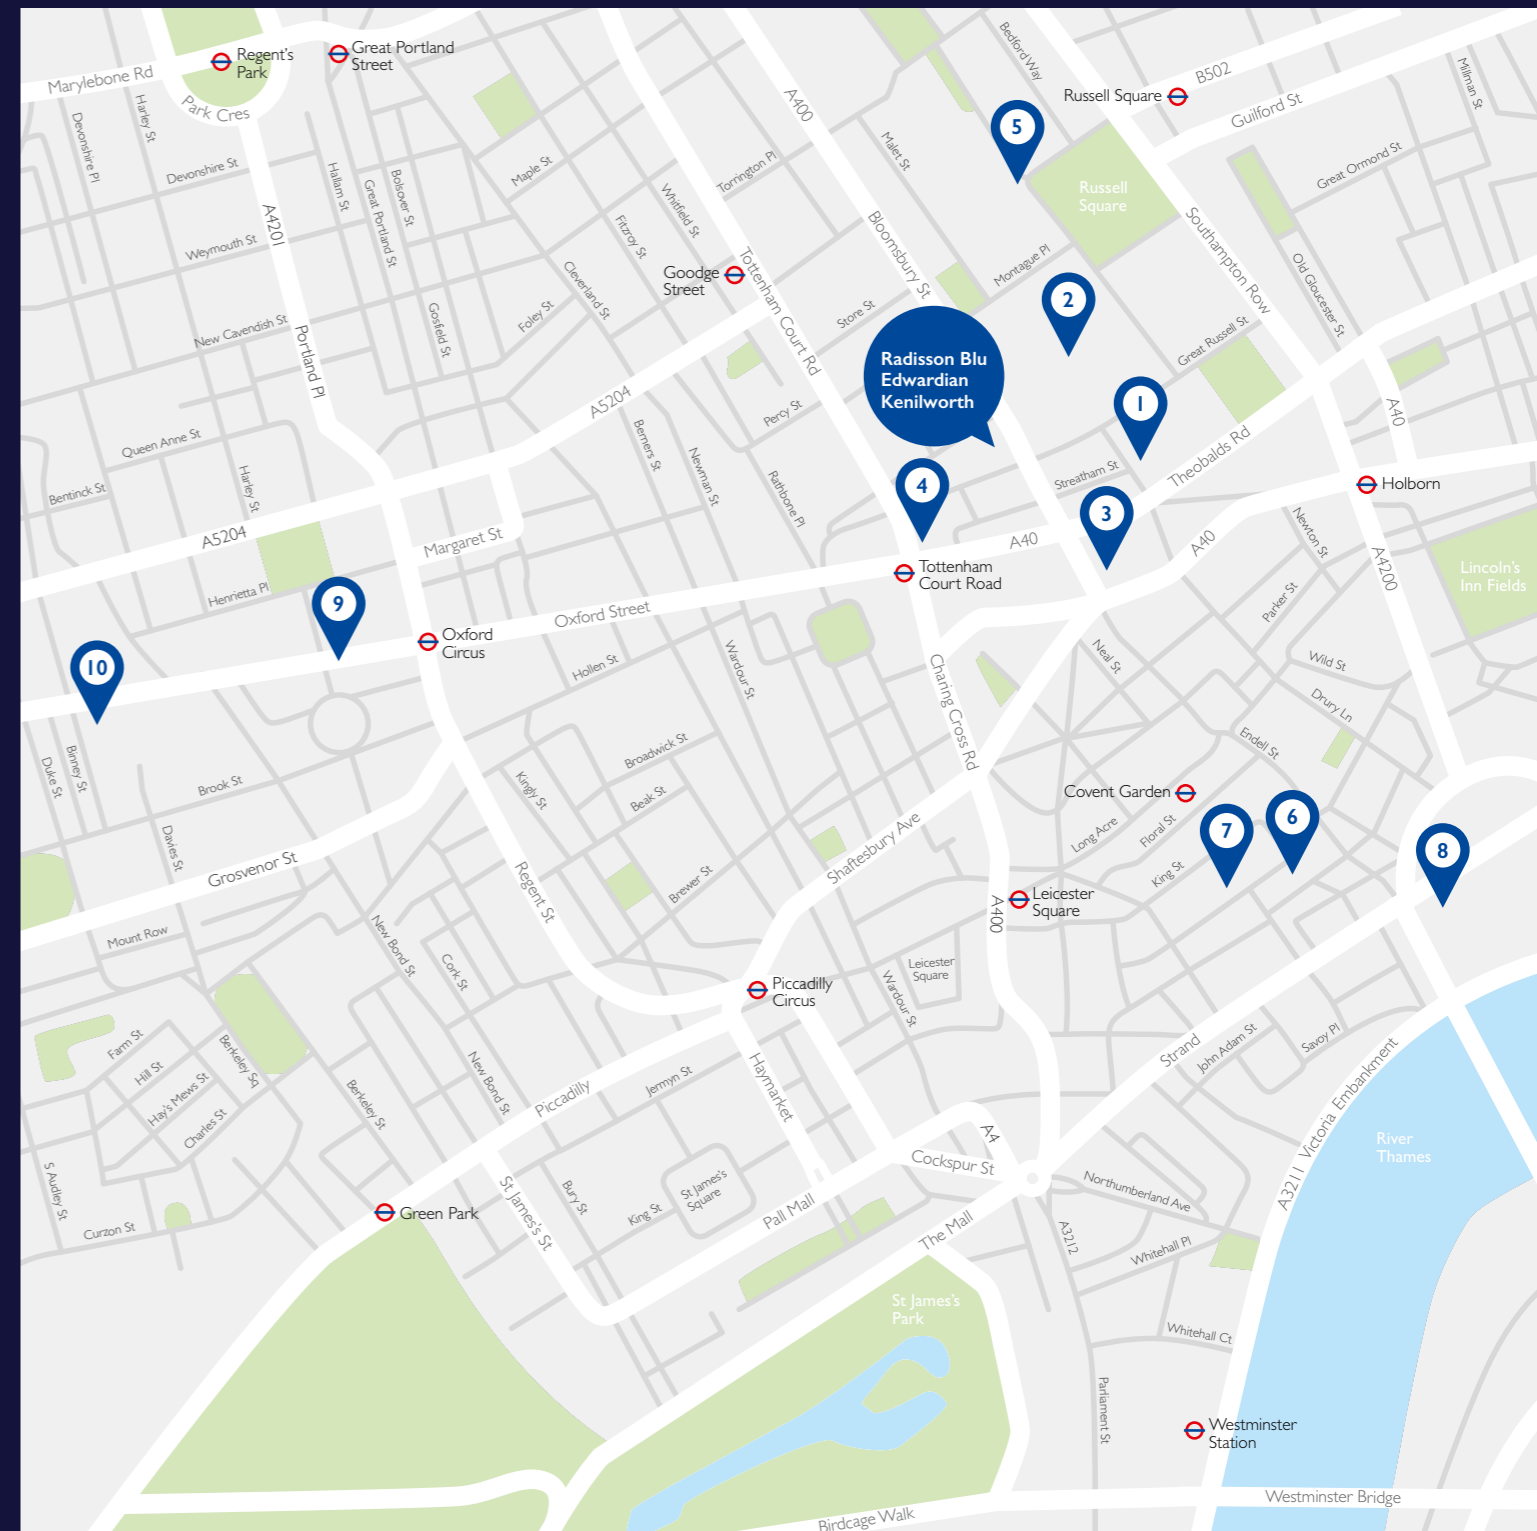 Regent's
Park
Great Portland
Street
Marylebone Rd
Park Cres
Harley St
Devonshire Pl
Devonshire St
Hallam St
Bolsover St
Great Portland St
A4201
Weymouth St
New Cavendish St
Portland Pl
Gosfield St
Foley St
Cleveland St
Maple St
Fitzroy St
Whitfield St
Torrington Pl
A400
Malet St
Bedford Way
Russell Square
B502
Guilford St
Millman St
Great Ormond St
5
Russell
Square
Southampton Row
Old Gloucester St
Bloomsbury St
Montague Pl
Goodge
Street
Tottenham Court Rd
Store St
2
Great Russell St
Radisson Blu
Edwardian
Kenilworth
1
A40
Theobalds Rd
Streatham St
Holborn
A5204
Percy St
Berners St
Newman St
Rathbone Pl
Queen Anne St
Bentinck St
Harley St
A5204
Margaret St
Henrietta Pl
4
3
A40
A40
Newton St
A4200
Lincoln's
Inn Fields
Tottenham
Court Road
Oxford Street
9
Oxford
Circus
10
Parker St
Neal St
Wild St
Drury Ln
Endell St
Hollen St
Wardour St
Charing Cross Rd
Broadwick St
Beak St
Kingly St
Duke St
Binney St
Brook St
Davies St
Grosvenor St
Covent Garden
Long Acre
Floral St
King St
7
6
8
Shaftesbury Ave
Brewer St
Regent St
A400
Leicester
Square
Leicester
Square
Mount Row
New Bond St
Cork St
Piccadilly
Circus
Wardour St
Farm St
Hill St
Hay's Mews St
Charles St
Berkeley Sq
Berkeley St
New Bond St
Piccadilly
Jermyn St
Haymarket
Strand
John Adam St
Savoy Pl
A3211 Victoria Embankment
River
Thames
A4
Cockspur St
Northumberland Ave
S Audley St
Curzon St
Green Park
St James's St
Bury St
King St
St James's
Square
Pall Mall
The Mall
A3212
Whitehall Pl
St James's
Park
Whitehall Ct
Parliament St
Westminster
Station
Westminster Bridge
Birdcage Walk